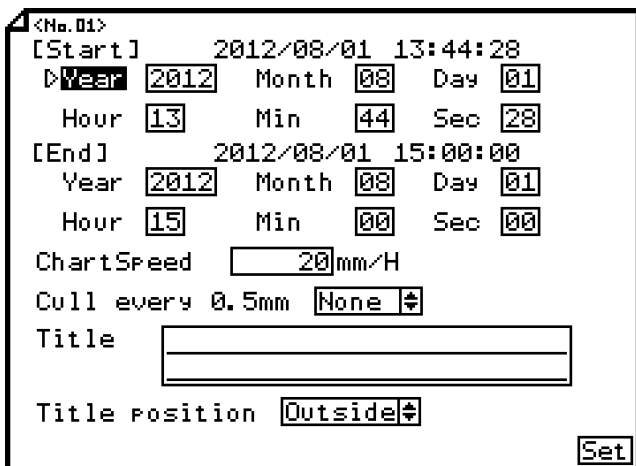 <No.01>
[Start] 2012/08/01 13:44:28
Year 2012 Month 08 Day 01
Hour 13 Min 44 Sec 28
[End] 2012/08/01 15:00:00
Year 2012 Month 08 Day 01
Hour 15 Min 00 Sec 00
ChartSpeed 20mm/H
Cull every 0.5mm None
Title
Title position Outside
Set